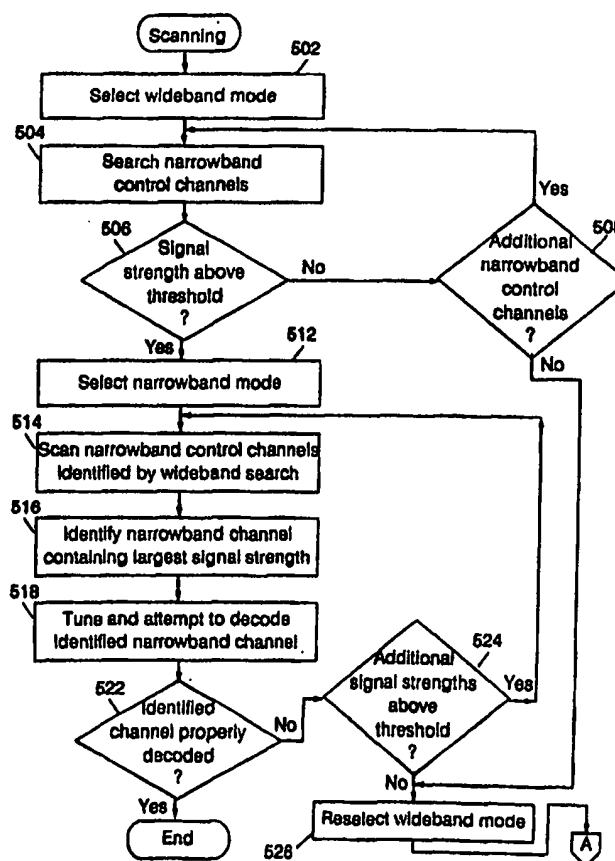 Scanning
502
Select wideband mode
504
Search narrowband
control channels
Yes
506
Signal
strength above
threshold
?
No
Additional
narrowband
control
channels
?
Yes
512
No
Select narrowband mode
514
Scan narrowband control channels
identified by wideband search
516
Identify narrowband channel
containing largest signal strength
518
Tune and attempt to decode
identified narrowband channel
522
Identified
channel properly
decoded
?
No
Additional
signal strengths
above
threshold
?
524
Yes
No
Yes
End
Reselect wideband mode
526
A